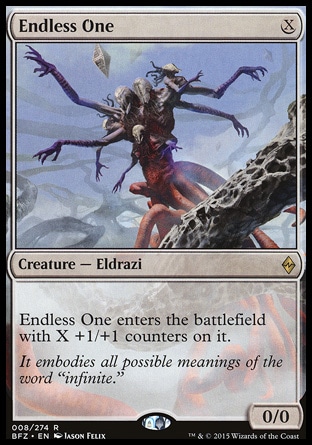 Endless One X
Creature — Eldrazi
Endless One enters the battlefield
with X +1/+1 counters on it.
It embodies all possible meanings of the
word “infinite.”
0/0
008/274 R
BFZ • EN Jason Felix
™ & © 2015 Wizards of the Coast